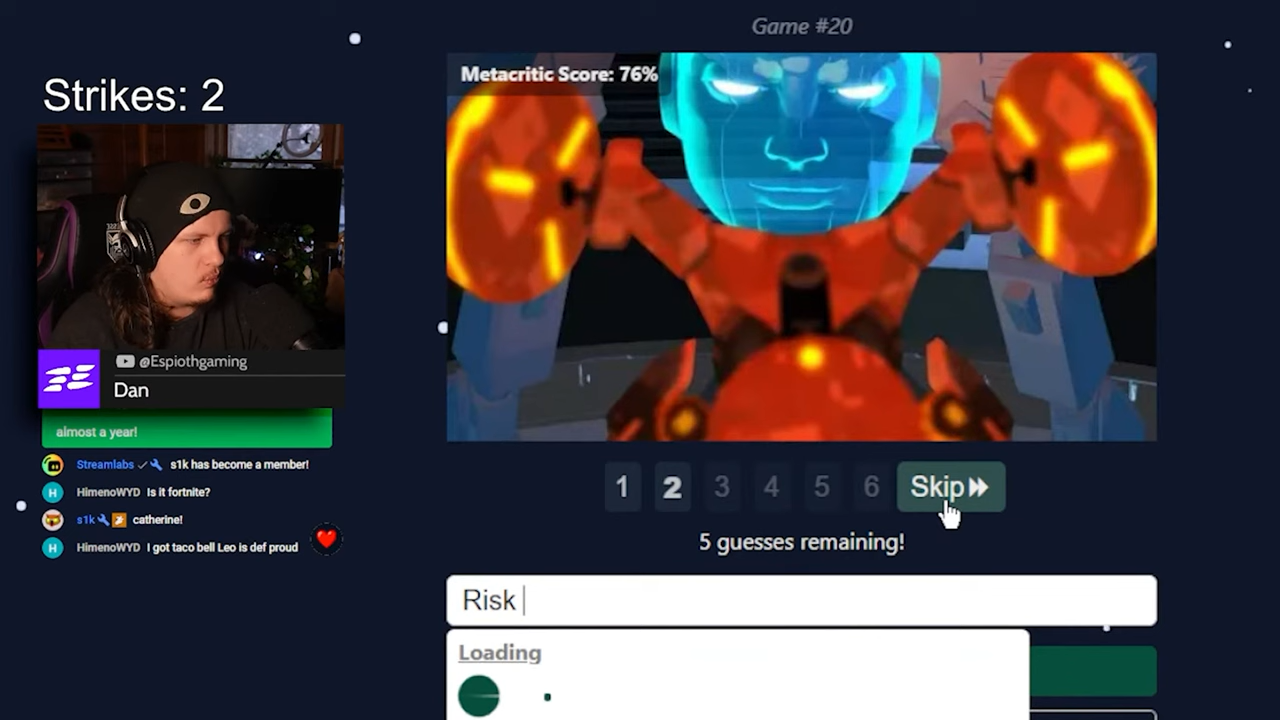 Game #20
Metacritic Score: 76%
Strikes: 2
@Espiothgaming
Dan
almost a year!
Streamlabs s1k has become a member!
HimenoWYD Is it fortnite?
s1k catherine!
HimenoWYD I got taco bell Leo is def proud
1 2 3 4 5 6 Skip
5 guesses remaining!
Risk
Loading